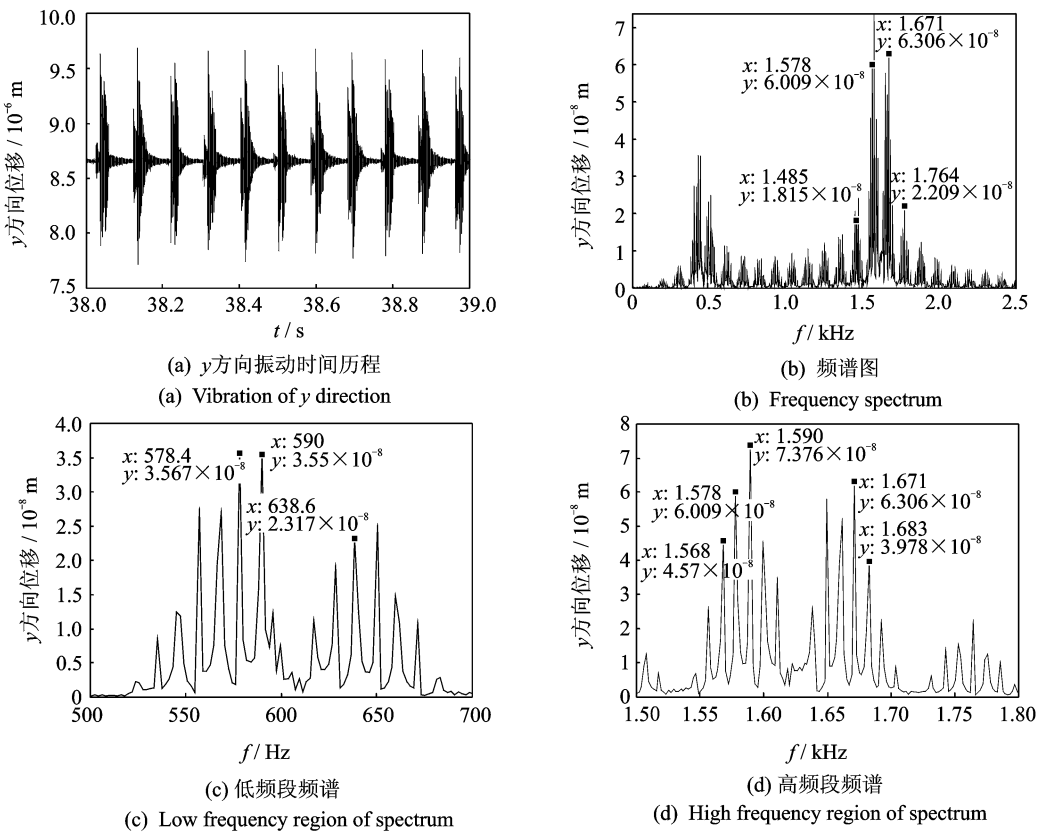 10.0
9.5
9.0
8.5
8.0
7.5
y方向位移 / 10⁻⁶ m
38.0 38.2 38.4 38.6 38.8 39.0
t / s
(a) y方向振动时间历程
(a) Vibration of y direction
7
6
5
4
3
2
1
0
y方向位移 / 10⁻⁸ m
x: 1.671
y: 6.306×10⁻⁸
x: 1.578
y: 6.009×10⁻⁸
x: 1.485
y: 1.815×10⁻⁸
x: 1.764
y: 2.209×10⁻⁸
0 0.5 1.0 1.5 2.0 2.5
f / kHz
(b) 频谱图
(b) Frequency spectrum
4.0
3.5
3.0
2.5
2.0
1.5
1.0
0.5
0
y方向位移 / 10⁻⁸ m
x: 578.4
y: 3.567×10⁻⁸
x: 590
y: 3.55×10⁻⁸
x: 638.6
y: 2.317×10⁻⁸
500 550 600 650 700
f / Hz
(c) 低频段频谱
(c) Low frequency region of spectrum
8
7
6
5
4
3
2
1
0
y方向位移 / 10⁻⁸ m
x: 1.590
y: 7.376×10⁻⁸
x: 1.578
y: 6.009×10⁻⁸
x: 1.671
y: 6.306×10⁻⁸
x: 1.568
y: 4.57×10⁻⁸
x: 1.683
y: 3.978×10⁻⁸
1.50 1.55 1.60 1.65 1.70 1.75 1.80
f / kHz
(d) 高频段频谱
(d) High frequency region of spectrum